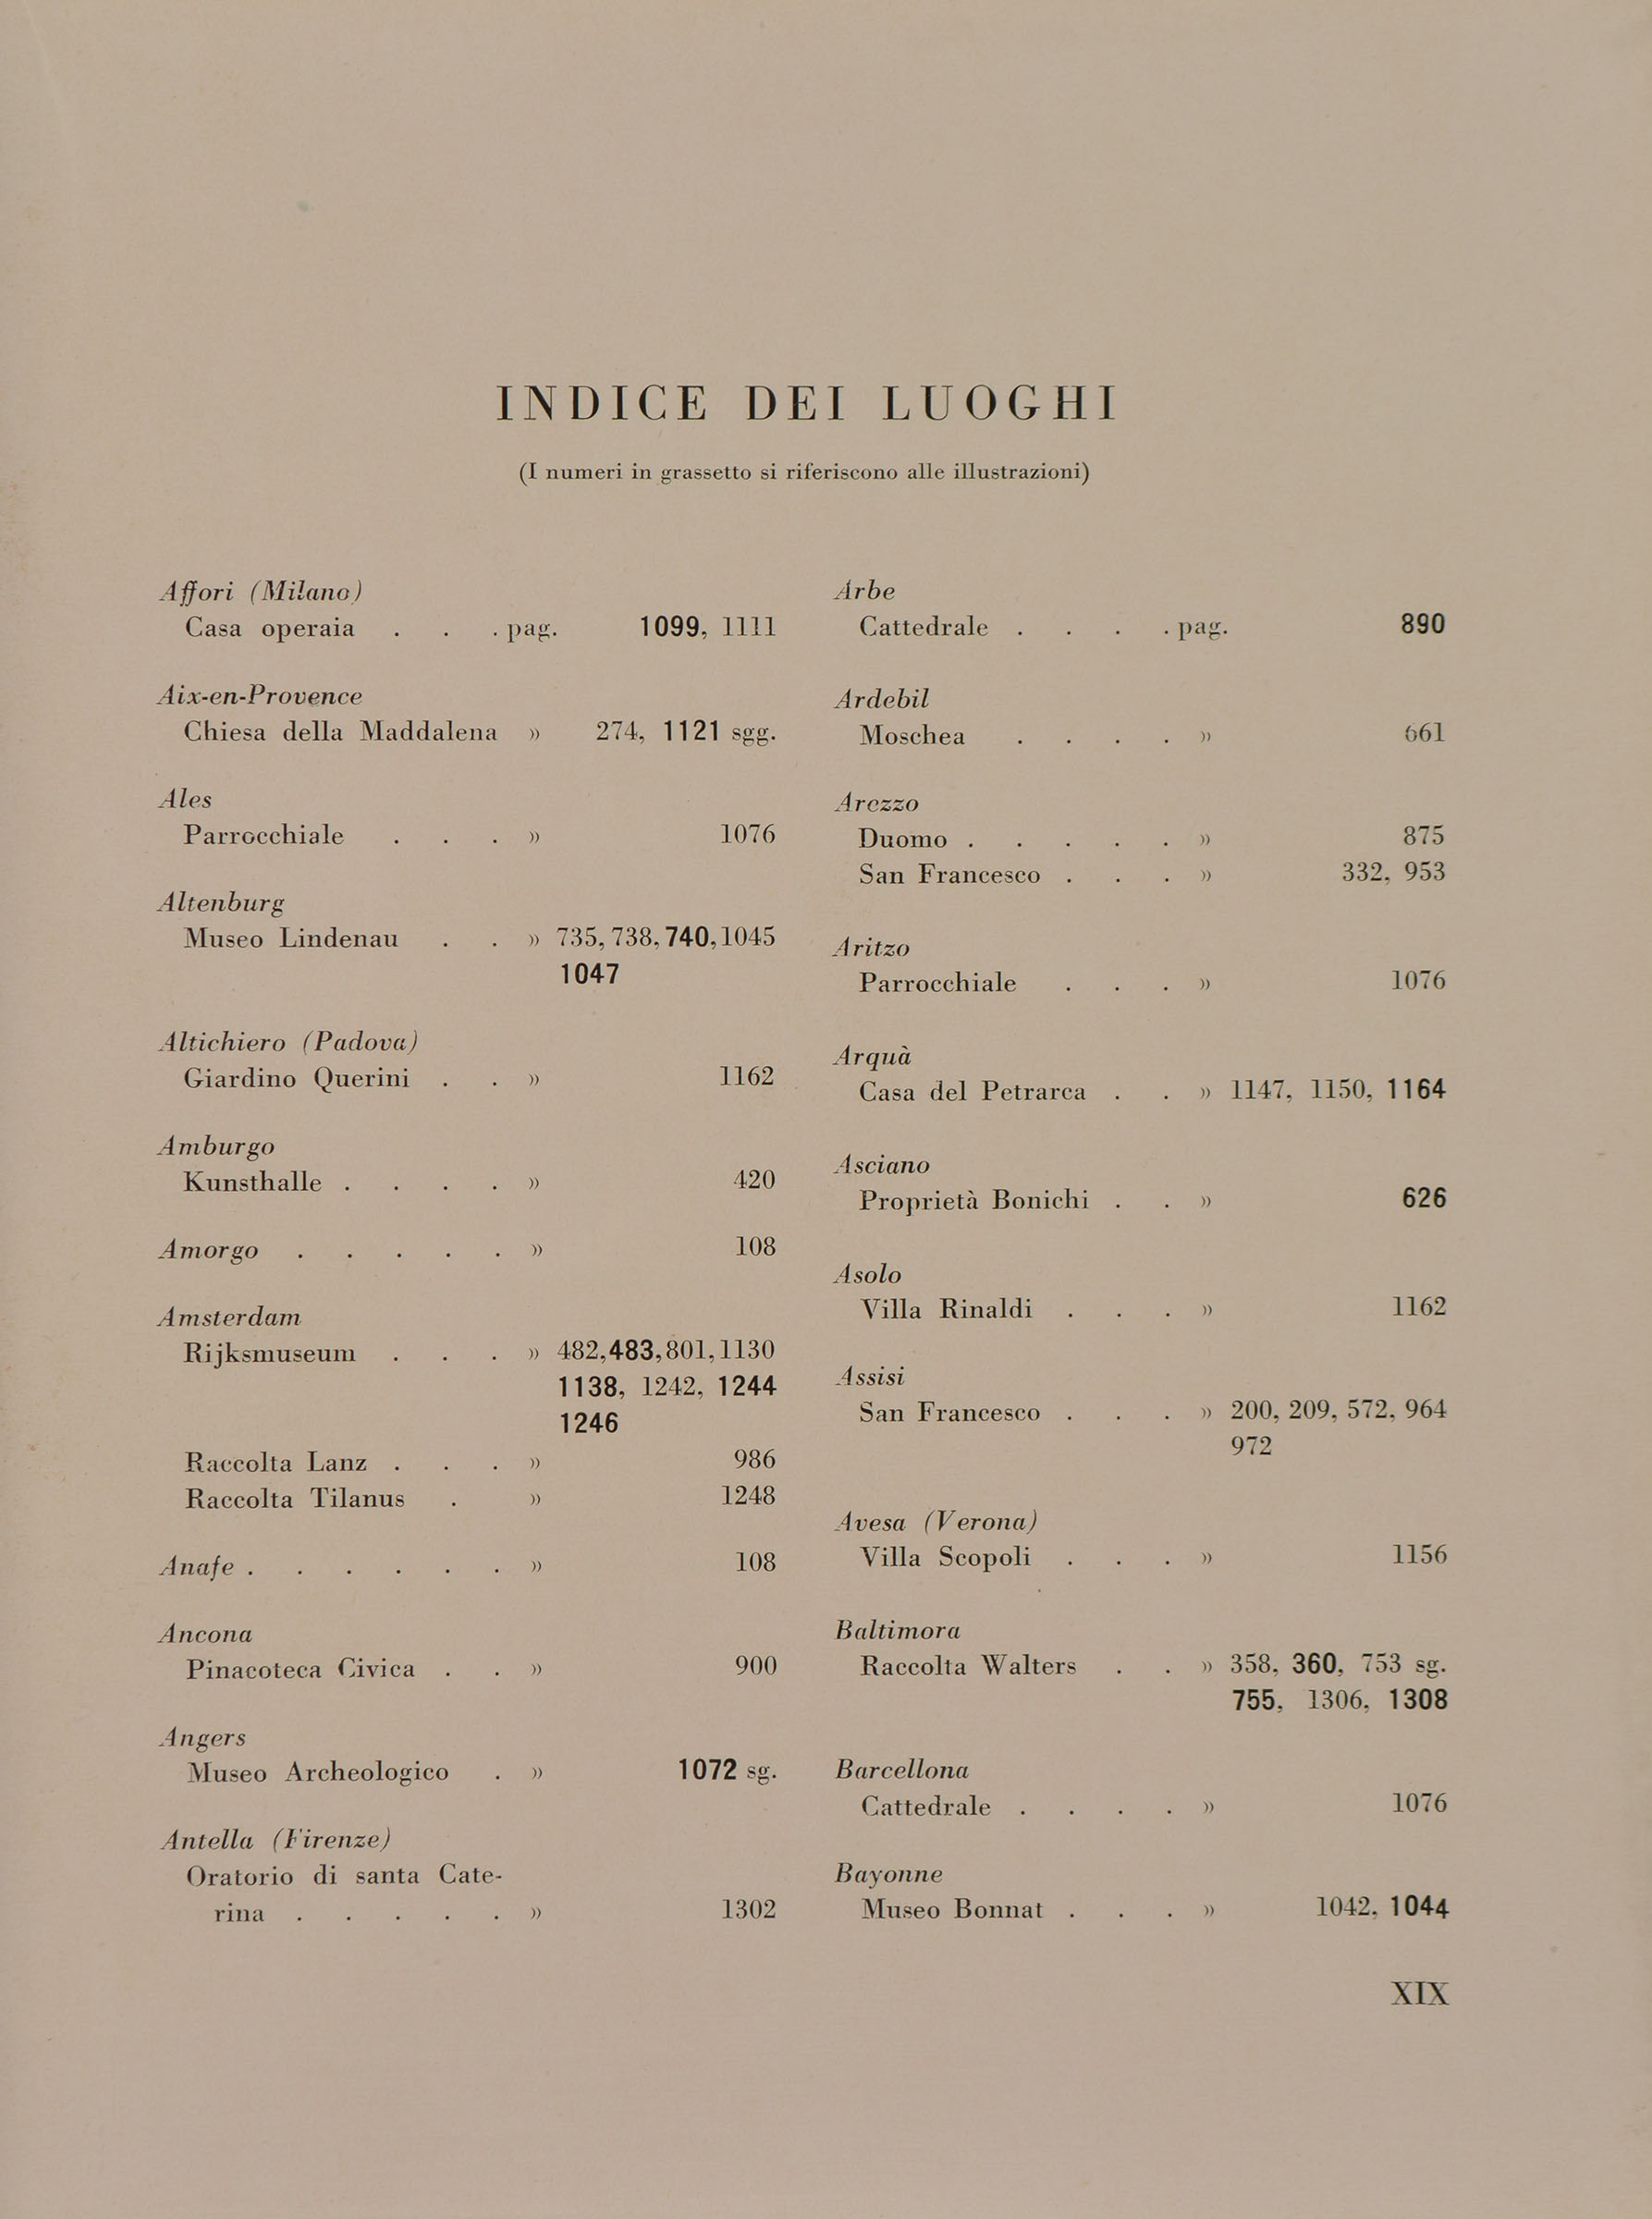 INDICE DEI LUOGHI
(I numeri in grassetto si riferiscono alle illustrazioni)
Affori (Milano)
Casa operaia . . . pag. 1099, 1111
Aix-en-Provence
Chiesa della Maddalena » 274, 1121 sgg.
Ales
Parrocchiale . . . » 1076
Altenburg
Museo Lindenau . . » 735, 738, 740, 1045
1047
Altichiero (Padova)
Giardino Querini . . » 1162
Amburgo
Kunsthalle . . . . » 420
Amorgo . . . . . » 108
Amsterdam
Rijksmuseum . . . » 482, 483, 801, 1130
1138, 1242, 1244
1246
Raccolta Lanz . . . » 986
Raccolta Tilanus . » 1248
Anafe . . . . . . » 108
Ancona
Pinacoteca Civica . . » 900
Angers
Museo Archeologico . » 1072 sg.
Antella (Firenze)
Oratorio di santa Cate-
rina . . . . . » 1302
Arbe
Cattedrale . . . . pag. 890
Ardebil
Moschea . . . . » 661
Arezzo
Duomo . . . . . » 875
San Francesco . . . » 332, 953
Aritzo
Parrocchiale . . . » 1076
Arquà
Casa del Petrarca . . » 1147, 1150, 1164
Asciano
Proprietà Bonichi . . » 626
Asolo
Villa Rinaldi . . . » 1162
Assisi
San Francesco . . . » 200, 209, 572, 964
972
Avesa (Verona)
Villa Scopoli . . . » 1156
Baltimora
Raccolta Walters . . » 358, 360, 753 sg.
755, 1306, 1308
Barcellona
Cattedrale . . . . » 1076
Bayonne
Museo Bonnat . . . » 1042, 1044
XIX